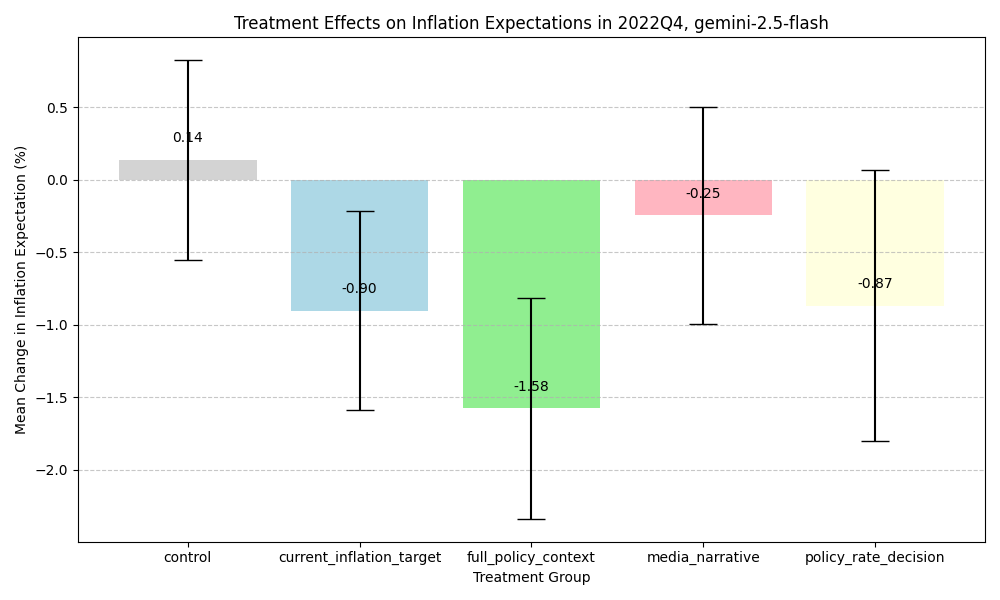 Treatment Effects on Inflation Expectations in 2022Q4, gemini-2.5-flash
Mean Change in Inflation Expectation (%)
0.5
0.0
−0.5
−1.0
−1.5
−2.0
0.14
-0.90
-1.58
-0.25
-0.87
control
current_inflation_target
full_policy_context
media_narrative
policy_rate_decision
Treatment Group